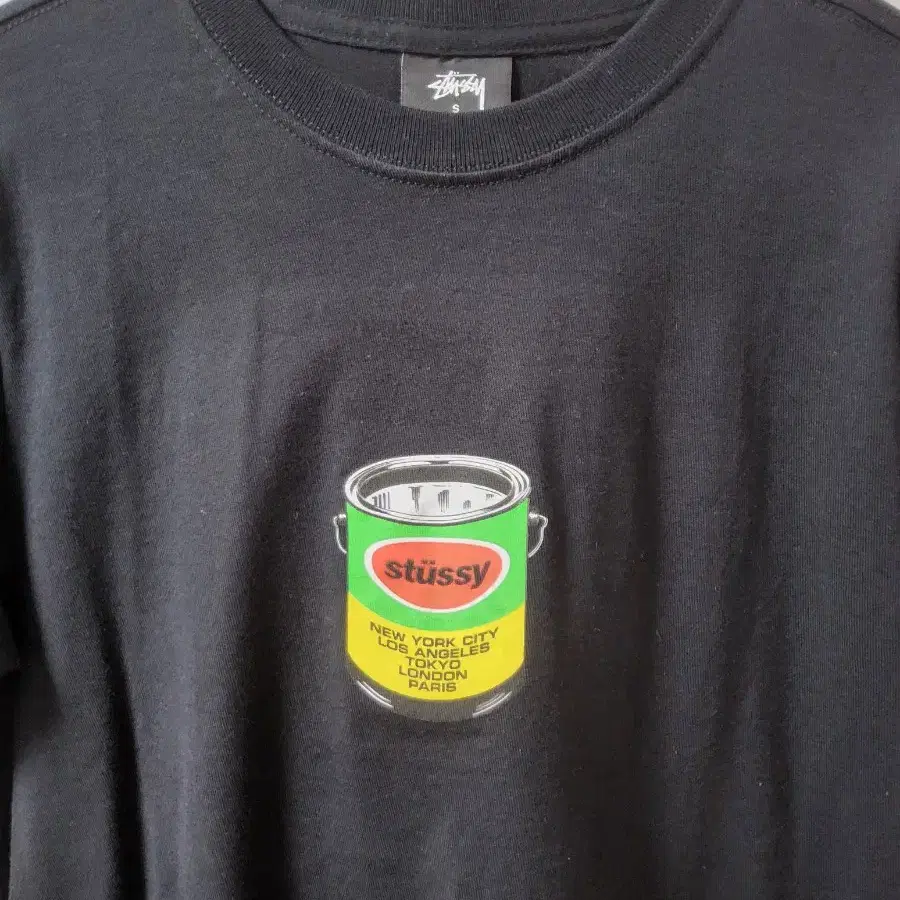 Stüssy
S
stüssy
NEW YORK CITY
LOS ANGELES
TOKYO
LONDON
PARIS